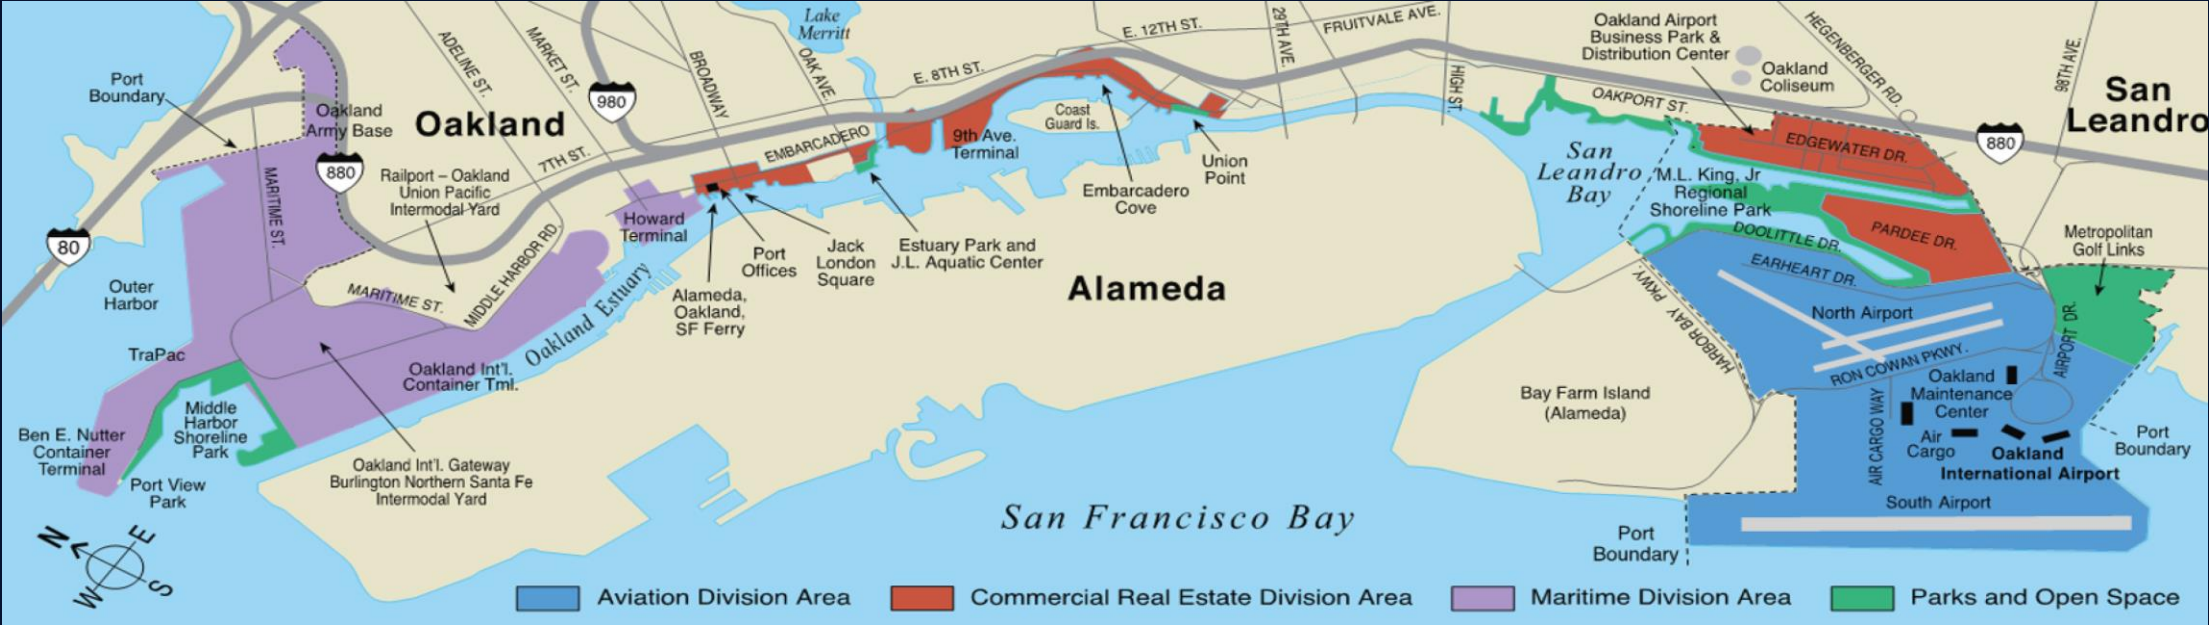 Lake
Merritt
Port
Boundary
Oakland
Army Base
Oakland
ADELINE ST.
MARKET ST.
980
BROADWAY
OAK AVE.
E. 8TH ST.
E. 12TH ST.
29TH AVE.
FRUITVALE AVE.
HIGH ST.
Oakland Airport
Business Park &
Distribution Center
Oakland
Coliseum
HEGENBERGER RD.
98TH AVE.
San
Leandro
880
880
80
MARITIME ST.
Railport – Oakland
Union Pacific
Intermodal Yard
7TH ST.
EMBARCADERO
9th Ave.
Terminal
Coast
Guard Is.
Union
Point
Embarcadero
Cove
OAKPORT ST.
EDGEWATER DR.
San
Leandro
Bay
M.L. King, Jr
Regional
Shoreline Park
PARDEE DR.
DOOLITTLE DR.
EARHEART DR.
Metropolitan
Golf Links
Howard
Terminal
Port
Offices
Jack
London
Square
Estuary Park and
J.L. Aquatic Center
Alameda,
Oakland,
SF Ferry
Alameda
Outer
Harbor
MARITIME ST.
MIDDLE HARBOR RD.
Oakland Estuary
TraPac
Oakland Int'l.
Container Tml.
Middle
Harbor
Shoreline
Park
Ben E. Nutter
Container
Terminal
Port View
Park
Oakland Int'l. Gateway
Burlington Northern Santa Fe
Intermodal Yard
HARBOR BAY PKWY.
North Airport
RON COWAN PKWY.
AIRPORT DR.
Bay Farm Island
(Alameda)
Oakland
Maintenance
Center
AIR CARGO WAY
Air
Cargo
Oakland
International Airport
Port
Boundary
South Airport
San Francisco Bay
Port
Boundary
N
E
W
S
Aviation Division Area
Commercial Real Estate Division Area
Maritime Division Area
Parks and Open Space